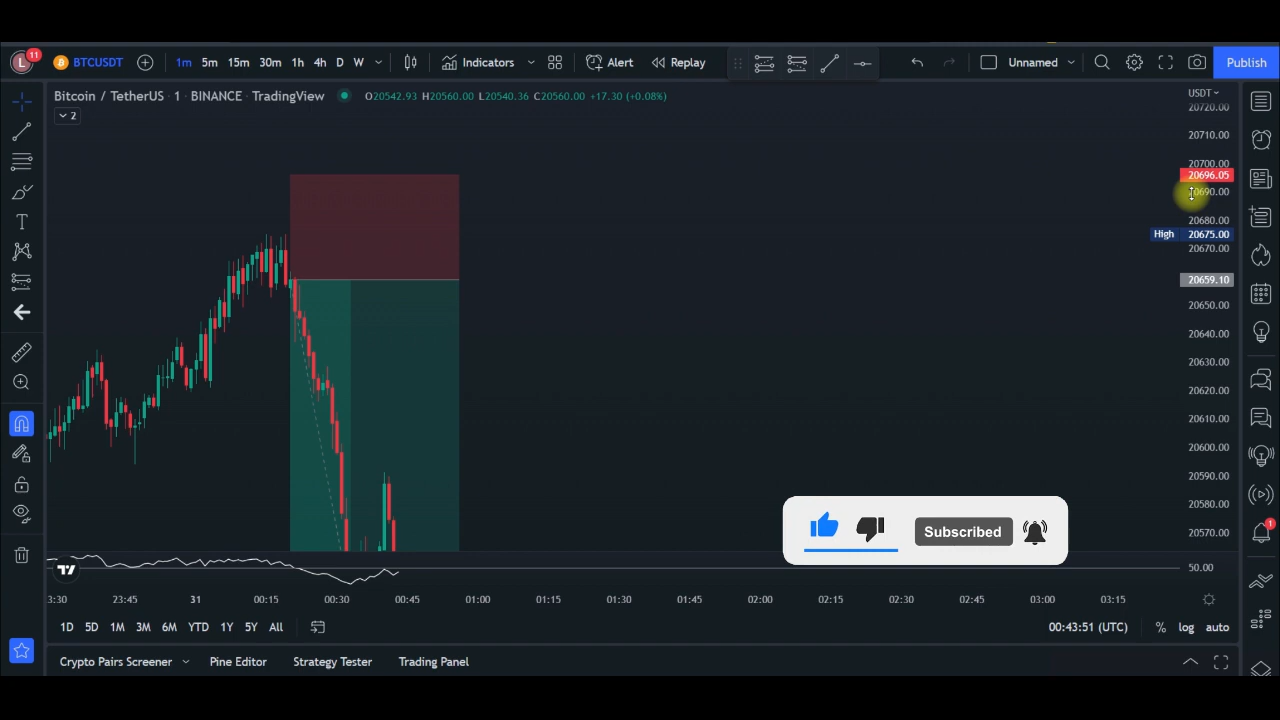 L 11 BTCUSDT 1m 5m 15m 30m 1h 4h D W Indicators Alert Replay Unnamed Publish
Bitcoin / TetherUS · 1 · BINANCE · TradingView O20542.93 H20560.00 L20540.36 C20560.00 +17.30 (+0.08%)
2
USDT
20720.00
20710.00
20700.00
20696.05
20690.00
20680.00
High 20675.00
20670.00
20659.10
20650.00
20640.00
20630.00
20620.00
20610.00
20600.00
20590.00
20580.00
20570.00
T
Subscribed
1
50.00
3:30 23:45 31 00:15 00:30 00:45 01:00 01:15 01:30 01:45 02:00 02:15 02:30 02:45 03:00 03:15
1D 5D 1M 3M 6M YTD 1Y 5Y All 00:43:51 (UTC) % log auto
Crypto Pairs Screener Pine Editor Strategy Tester Trading Panel